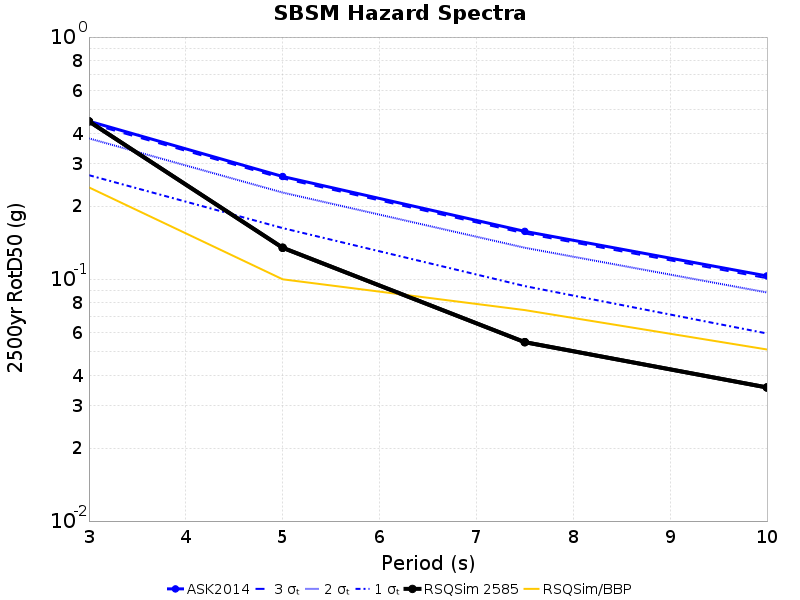 SBSM Hazard Spectra
2500yr RotD50 (g)
10^0
8
6
4
3
2
10^-1
8
6
4
3
2
10^-2
3 4 5 6 7 8 9 10
Period (s)
ASK2014 3 σₜ 2 σₜ 1 σₜ RSQSim 2585 RSQSim/BBP